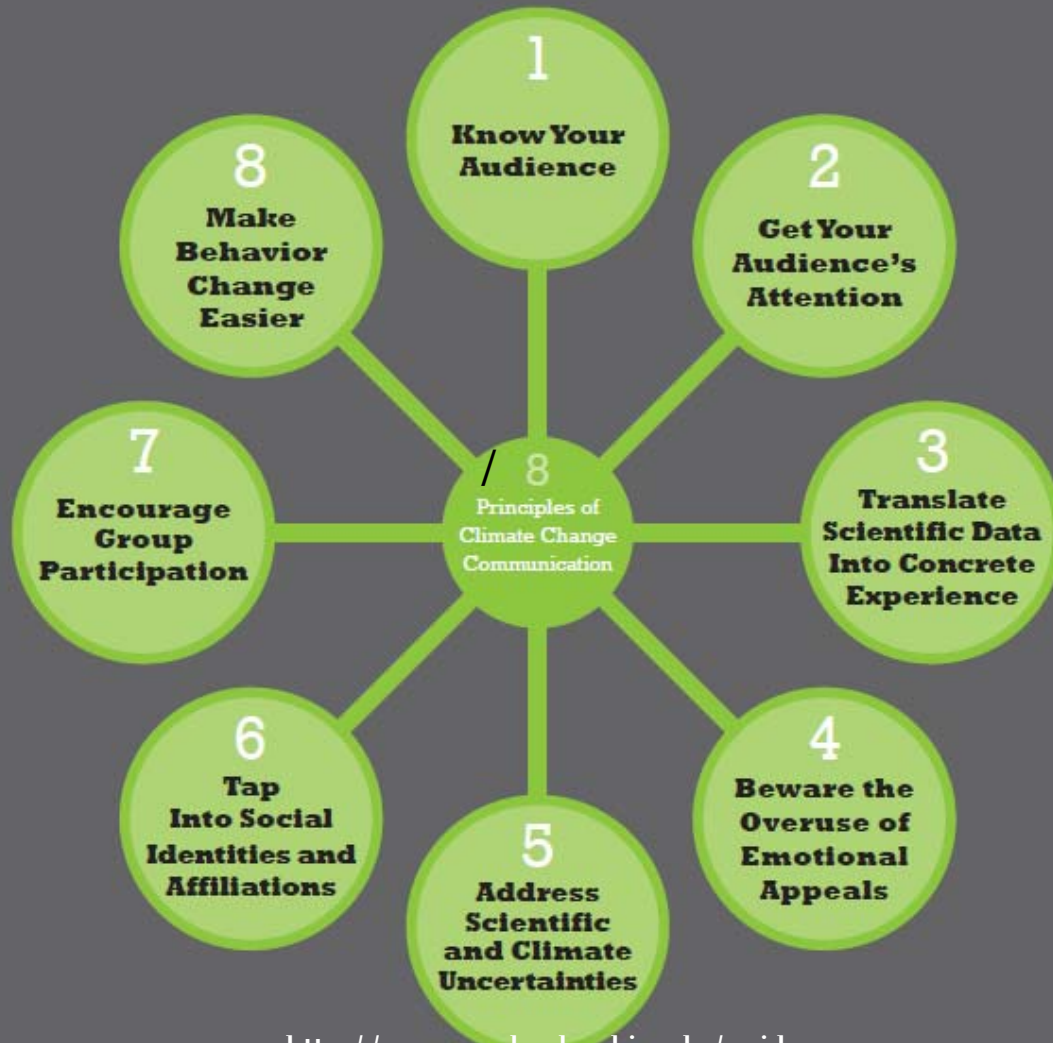 1
Know Your
Audience
2
Get Your
Audience's
Attention
3
Translate
Scientific Data
Into Concrete
Experience
4
Beware the
Overuse of
Emotional
Appeals
5
Address
Scientific
and Climate
Uncertainties
6
Tap
Into Social
Identities and
Affiliations
7
Encourage
Group
Participation
8
Make
Behavior
Change
Easier
/ 8
Principles of
Climate Change
Communication